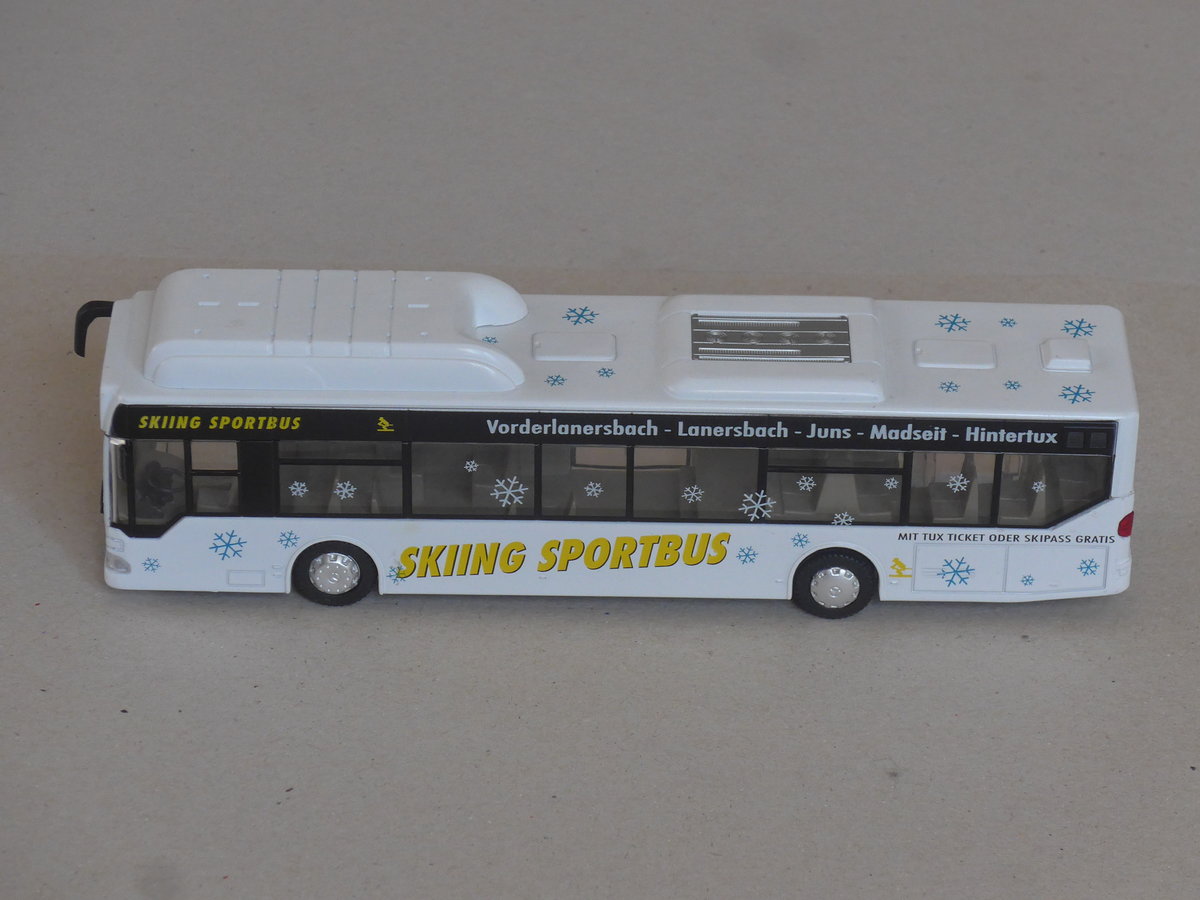 SKIING SPORTBUS
Vorderlanersbach - Lanersbach - Juns - Madseit - Hintertux
SKIING SPORTBUS
MIT TUX TICKET ODER SKIPASS GRATIS